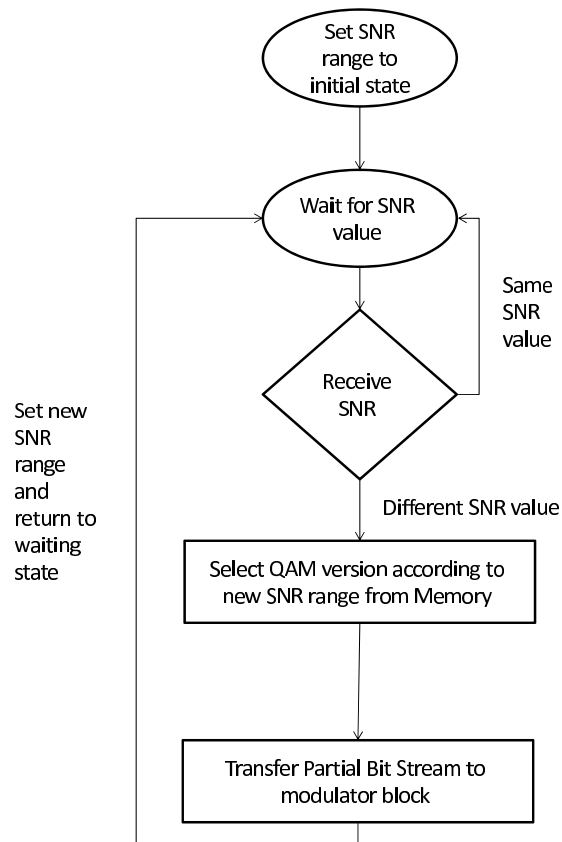 Set SNR
range to
initial state
Wait for SNR
value
Same
SNR
value
Receive
SNR
Set new
SNR
range
and
return to
waiting
state
Different SNR value
Select QAM version according to
new SNR range from Memory
Transfer Partial Bit Stream to
modulator block